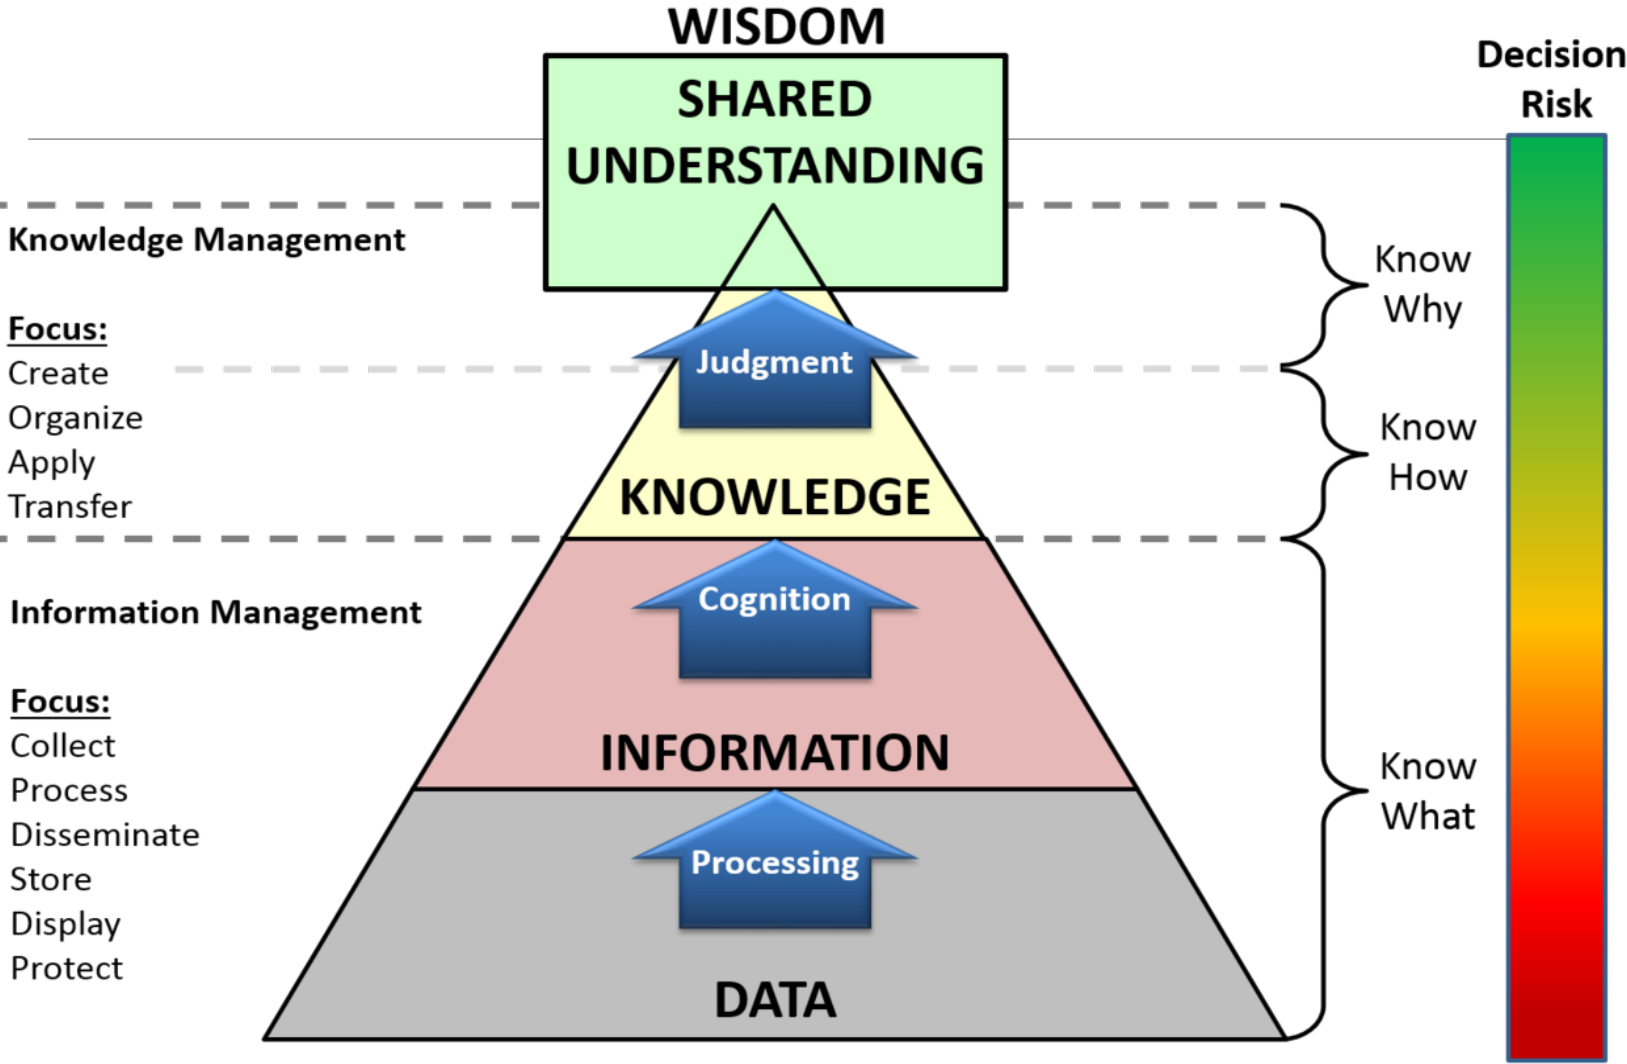 WISDOM
SHARED
UNDERSTANDING
Decision
Risk
Knowledge Management
Focus:
Create
Organize
Apply
Transfer
Judgment
KNOWLEDGE
Know
Why
Know
How
Information Management
Focus:
Collect
Process
Disseminate
Store
Display
Protect
Cognition
INFORMATION
Processing
DATA
Know
What